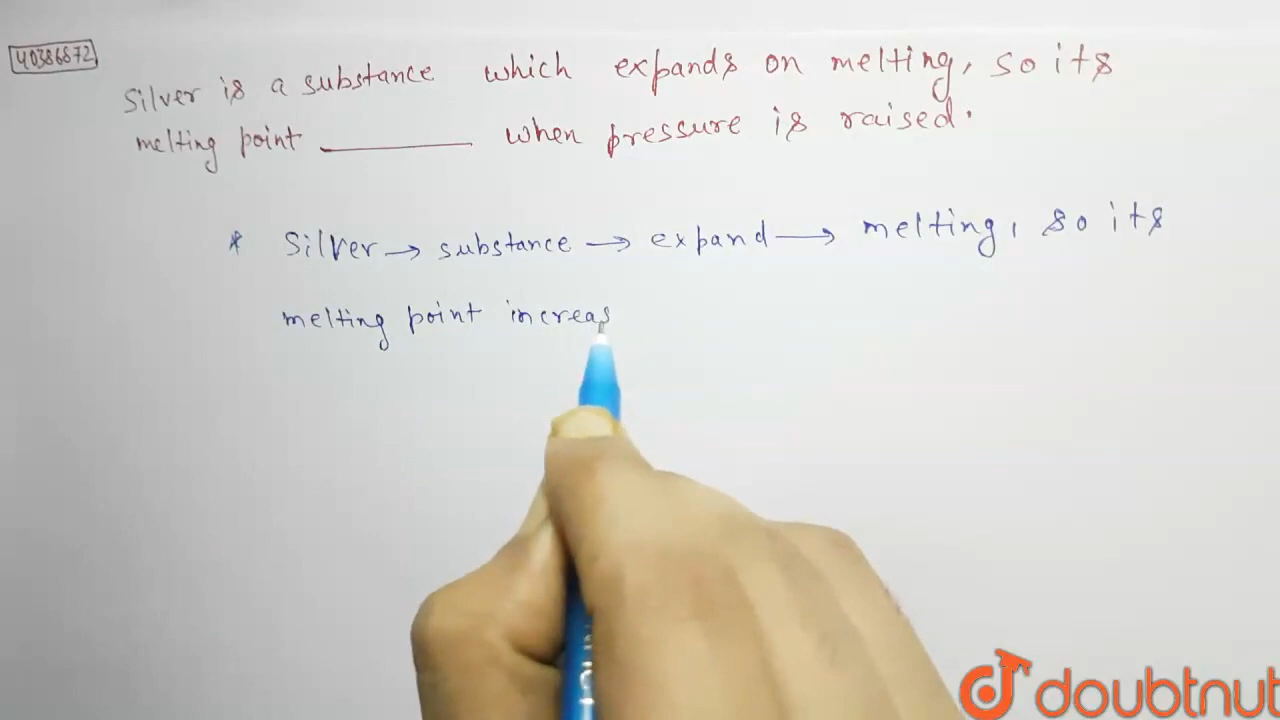 40386872
Silver is a substance which expands on melting, so its
melting point ________ when pressure is raised.
* Silver → substance → expand → melting, so its
melting point increas
doubtnut